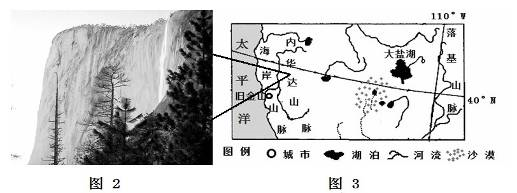 110°W
太平洋
海岸山脉
内华达山脉
旧金山
大盐湖
落基山脉
40°N
图例 城市 湖泊 河流 沙漠
图 2 图 3